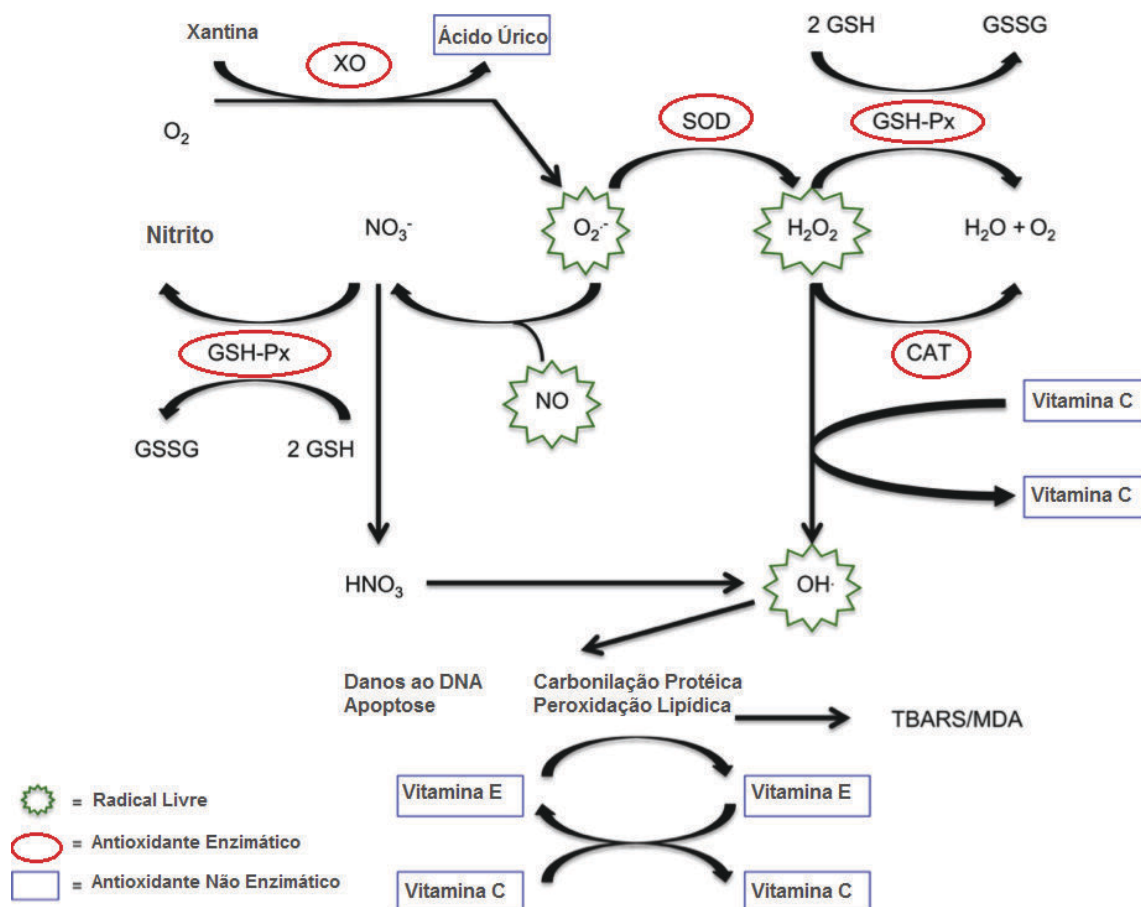 Xantina
XO
Ácido Úrico
2 GSH
GSSG
O₂
SOD
GSH-Px
Nitrito
NO₃⁻
O₂·⁻
H₂O₂
H₂O + O₂
GSH-Px
NO
CAT
GSSG
2 GSH
Vitamina C
Vitamina C
HNO₃
OH·
Danos ao DNA
Apoptose
Carbonilação Protéica
Peroxidação Lipídica
TBARS/MDA
Vitamina E
Vitamina E
Vitamina C
Vitamina C
= Radical Livre
= Antioxidante Enzimático
= Antioxidante Não Enzimático